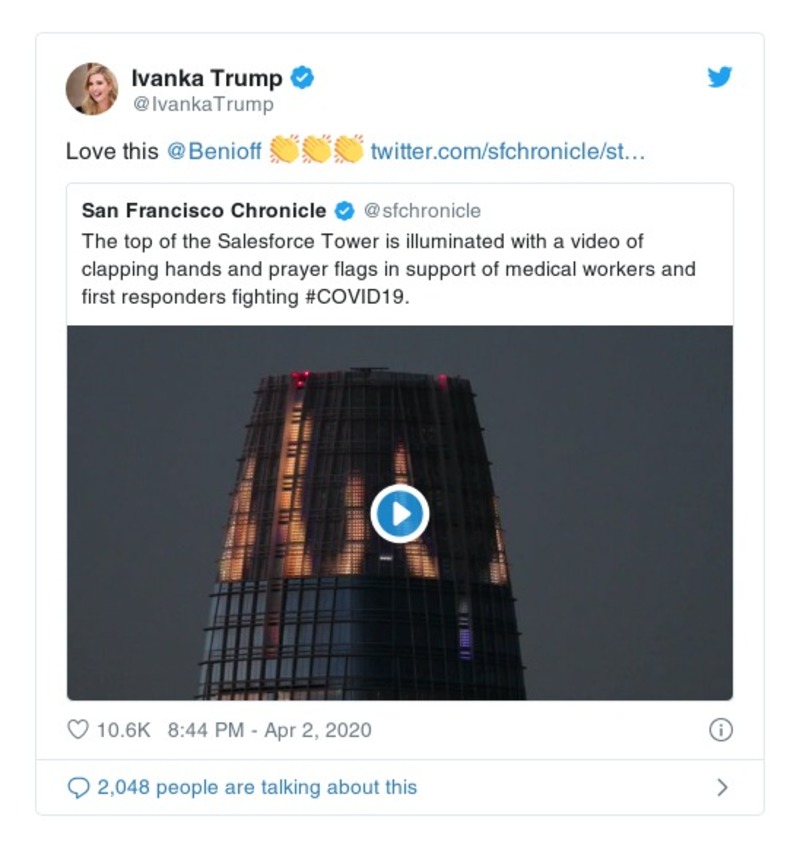 Ivanka Trump
@IvankaTrump
Love this @Benioff 👏👏👏 twitter.com/sfchronicle/st…
San Francisco Chronicle @sfchronicle
The top of the Salesforce Tower is illuminated with a video of
clapping hands and prayer flags in support of medical workers and
first responders fighting #COVID19.
10.6K 8:44 PM - Apr 2, 2020
2,048 people are talking about this